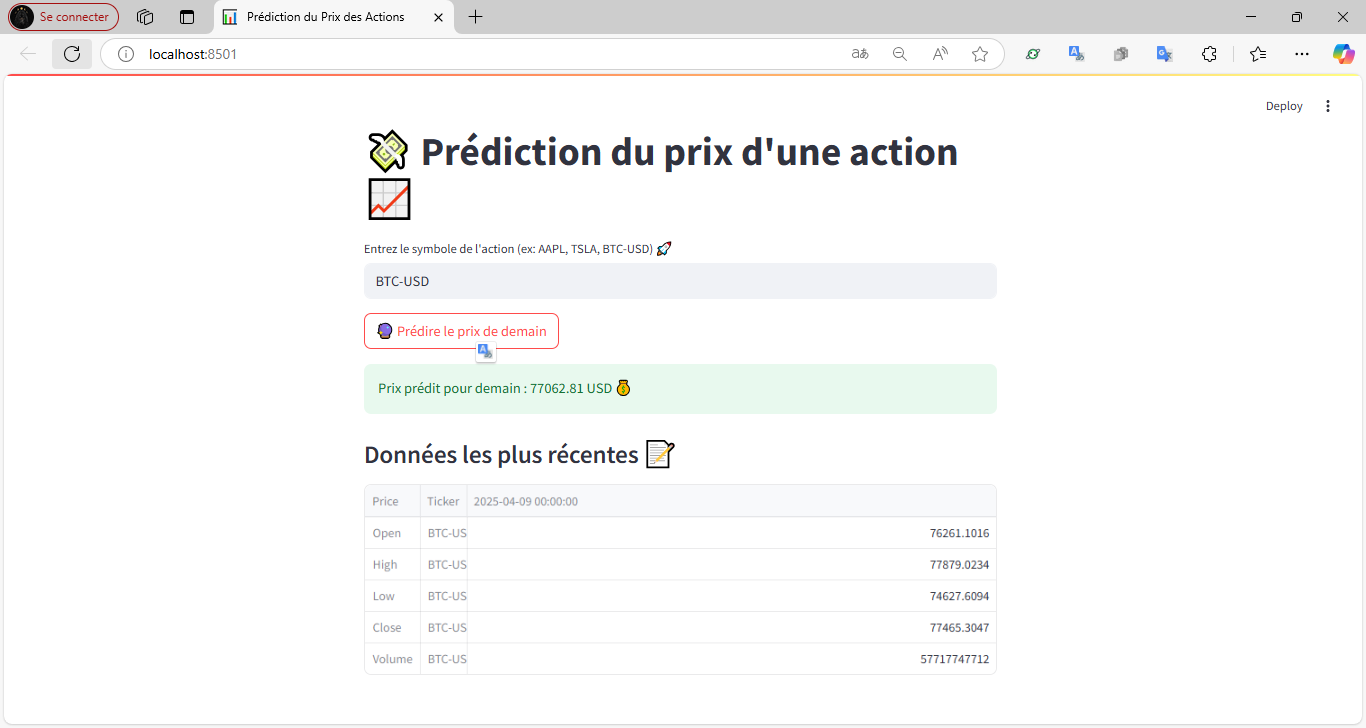 Se connecter
Prédiction du Prix des Actions
localhost:8501
Deploy
Prédiction du prix d'une action
Entrez le symbole de l'action (ex: AAPL, TSLA, BTC-USD)
BTC-USD
Prédire le prix de demain
Prix prédit pour demain : 77062.81 USD
Données les plus récentes
Price Ticker 2025-04-09 00:00:00
Open BTC-US 76261.1016
High BTC-US 77879.0234
Low BTC-US 74627.6094
Close BTC-US 77465.3047
Volume BTC-US 57717747712